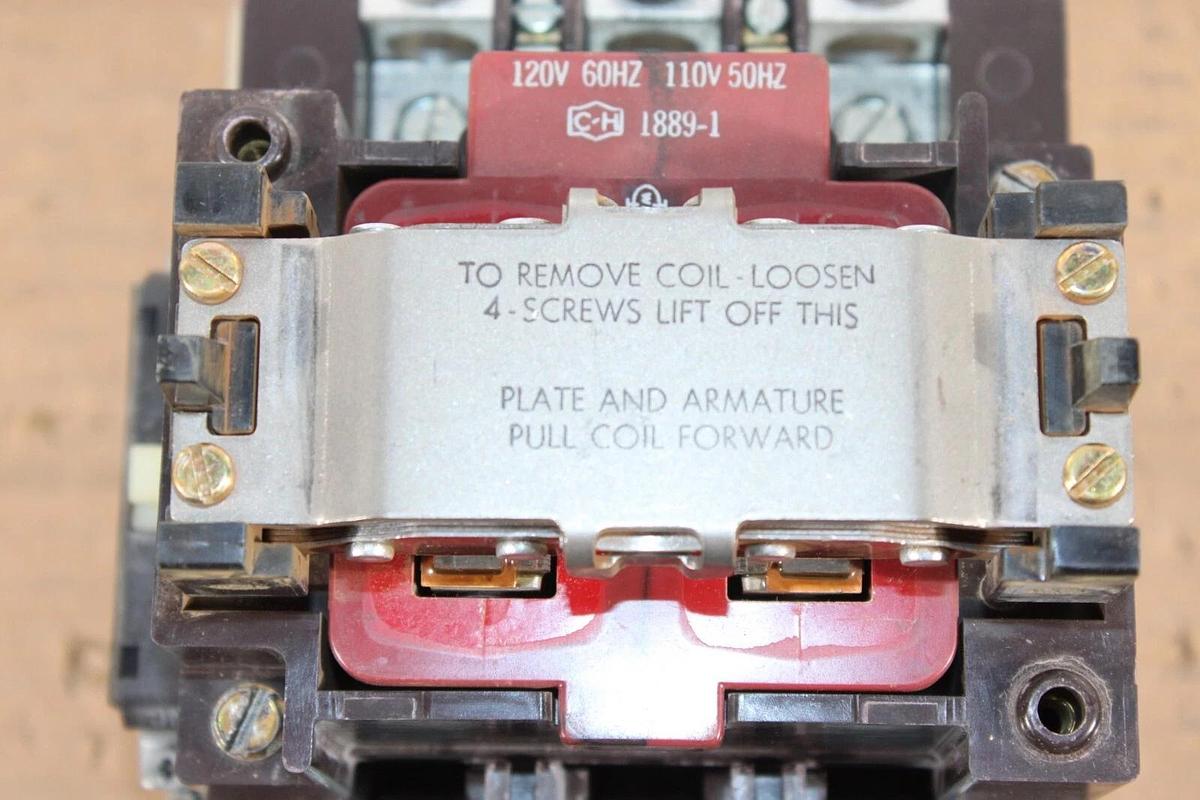 120V 60HZ 110V 50HZ
C-H 1889-1
TO REMOVE COIL - LOOSEN
4 - SCREWS LIFT OFF THIS
PLATE AND ARMATURE
PULL COIL FORWARD